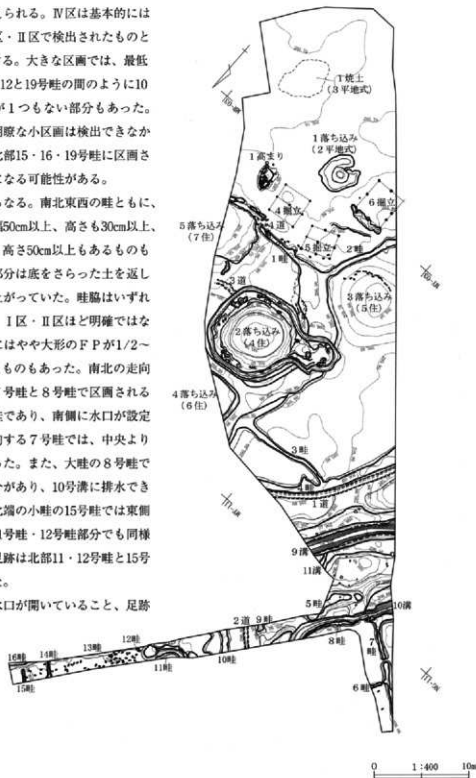 られる。Ⅳ区は基本的には
区・Ⅱ区で検出されたものと
る。大きな区画では、最低
12と19号畦の間のように10
が1つもない部分もあった。
明瞭な小区画は検出できなか
北部15・16・19号畦に区画さ
になる可能性がある。
なる。南北東西の畦ともに、
幅50cm以上、高さも30cm以上、
高さ50cm以上もあるものも
部分は底をさらった土を返し
上がっていた。畦脇はいずれ
Ⅰ区・Ⅱ区ほど明確ではな
にはやや大形のＦＰが1/2〜
ものもあった。南北の走向
号畦と8号畦で区画される
畦であり、南側に水口が設定
する7号畦では、中央より
った。また、大畦の8号畦で
分があり、10号溝に排水でき
北端の小畦の15号畦では東側
号畦・12号畦部分でも同様
足跡は北部11・12号畦と15号
た。
水口が開いていること、足跡
1焼土
(3平地式)
1落ち込み
(2平地式)
1高まり
6掘立
4掘立
5落ち込み
(7住)
1道
5掘立
2畦
1畦
3道
3落ち込み
(5住)
2落ち込み
(4住)
4落ち込み
(6住)
3畦
1道
9溝
11溝
5畦
10溝
2道
9畦
8畦
7畦
12畦
13畦
14畦
16畦
11畦
10畦
15畦
6畦
0
1:400
10m